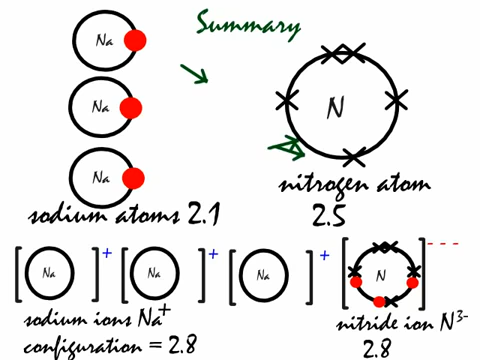 Summary
Na
Na
Na
N
nitrogen atom
2.5
sodium atoms 2.1
[Na]+ [Na]+ [Na]+ [N]---
sodium ions Na+
configuration = 2.8
nitride ion N3-
2.8